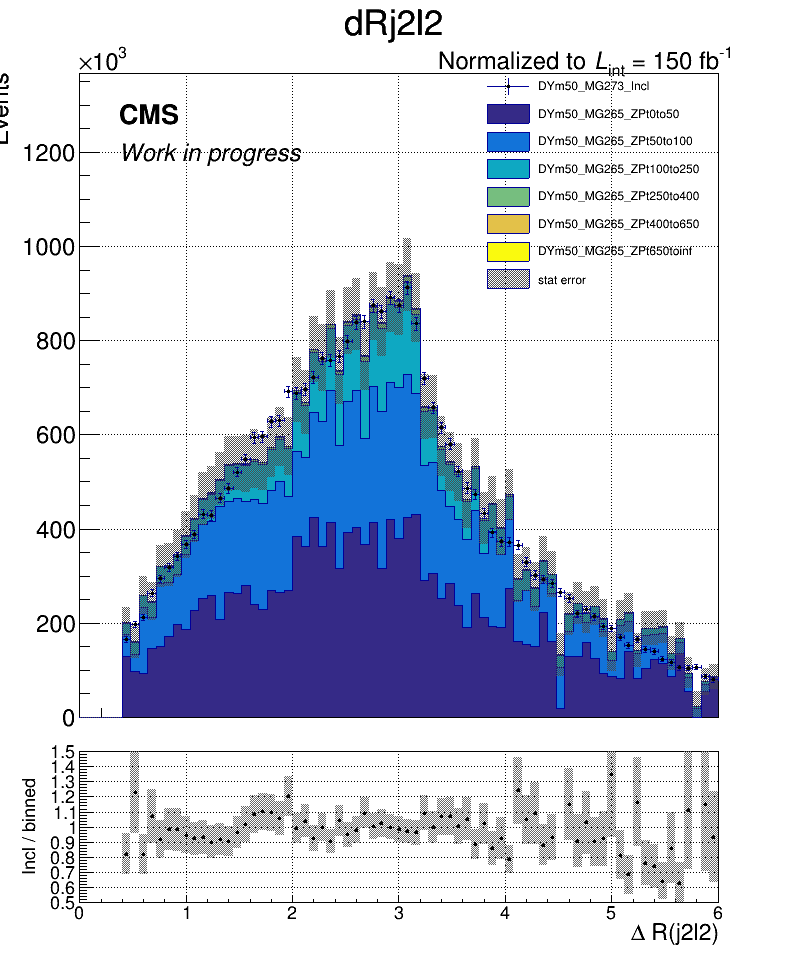 dRj2l2
×10³
Normalized to L_int = 150 fb⁻¹
Events
CMS
Work in progress
DYm50_MG273_Incl
DYm50_MG265_ZPt0to50
DYm50_MG265_ZPt50to100
DYm50_MG265_ZPt100to250
DYm50_MG265_ZPt250to400
DYm50_MG265_ZPt400to650
DYm50_MG265_ZPt650toinf
stat error
1200
1000
800
600
400
200
0
Incl / binned
1.5
1.4
1.3
1.2
1.1
1
0.9
0.8
0.7
0.6
0.5
0 1 2 3 4 5 6
Δ R(j2l2)